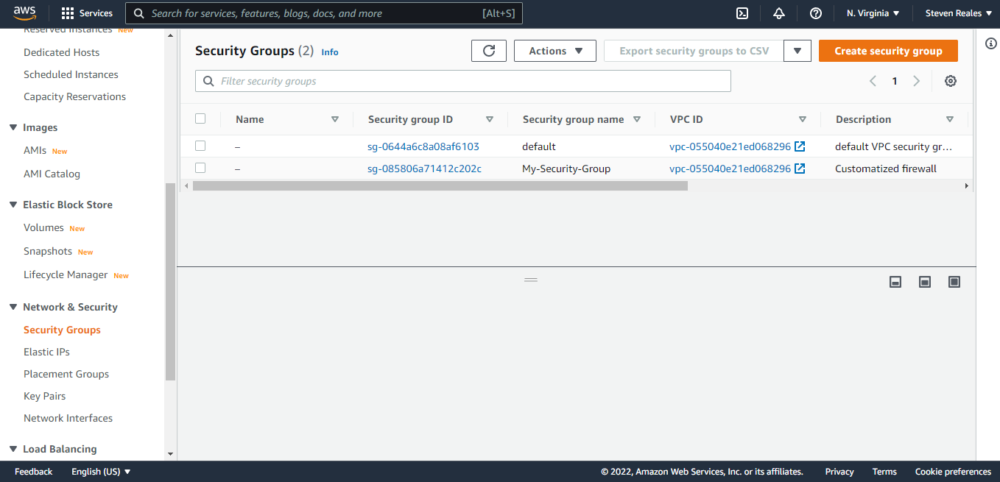 aws
Services
Search for services, features, blogs, docs, and more [Alt+S]
N. Virginia
Steven Reales
Reserved Instances New
Dedicated Hosts
Scheduled Instances
Capacity Reservations
Images
AMIs New
AMI Catalog
Elastic Block Store
Volumes New
Snapshots New
Lifecycle Manager New
Network & Security
Security Groups
Elastic IPs
Placement Groups
Key Pairs
Network Interfaces
Load Balancing
Security Groups (2) Info
Actions
Export security groups to CSV
Create security group
Filter security groups
1
Name Security group ID Security group name VPC ID Description
– sg-0644a6c8a08af6103 default vpc-055040e21ed068296 default VPC security gr...
– sg-085806a71412c202c My-Security-Group vpc-055040e21ed068296 Customatized firewall
Feedback English (US) © 2022, Amazon Web Services, Inc. or its affiliates. Privacy Terms Cookie preferences